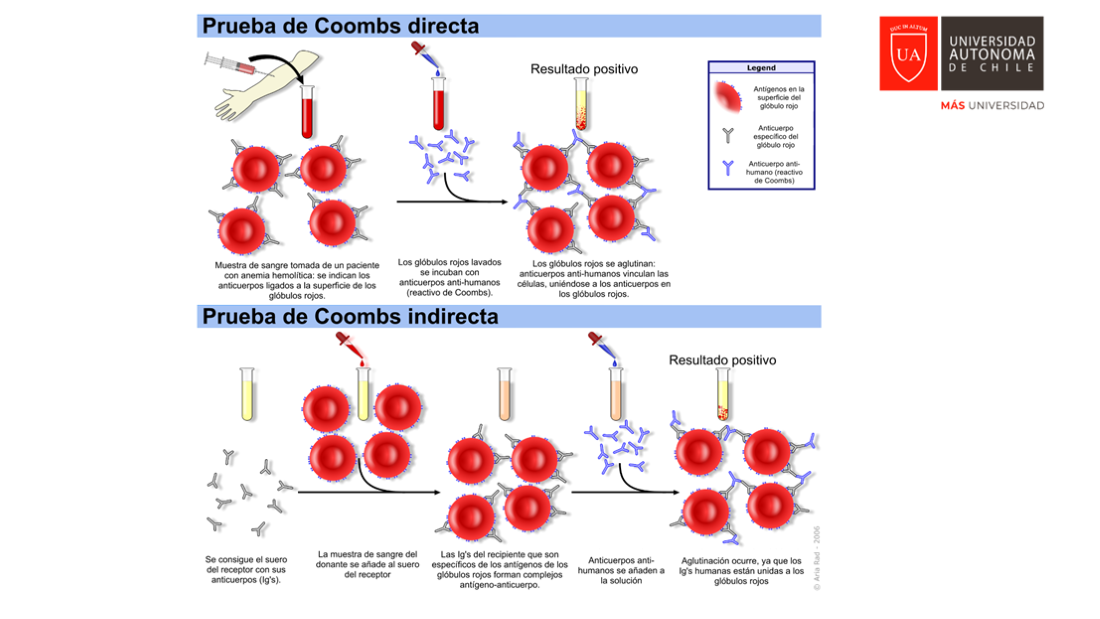 Prueba de Coombs directa
DUC IN ALTUM
UA
UNIVERSIDAD
AUTONOMA
DE CHILE
MÁS UNIVERSIDAD
Resultado positivo
Legend
Antígenos en la
superficie del
glóbulo rojo
Anticuerpo
específico del
glóbulo rojo
Anticuerpo anti-
humano (reactivo
de Coombs)
Muestra de sangre tomada de un paciente
con anemia hemolítica: se indican los
anticuerpos ligados a la superficie de los
glóbulos rojos.
Los glóbulos rojos lavados
se incuban con
anticuerpos anti-humanos
(reactivo de Coombs).
Los glóbulos rojos se aglutinan:
anticuerpos anti-humanos vinculan las
células, uniéndose a los anticuerpos en
los glóbulos rojos.
Prueba de Coombs indirecta
Resultado positivo
Se consigue el suero
del receptor con sus
anticuerpos (Ig's).
La muestra de sangre del
donante se añade al suero
del receptor
Las Ig's del recipiente que son
específicos de los antígenos de los
glóbulos rojos forman complejos
antígeno-anticuerpo.
Anticuerpos anti-
humanos se añaden a
la solución
Aglutinación ocurre, ya que los
Ig's humanas están unidas a los
glóbulos rojos
© Aria Rad - 2006